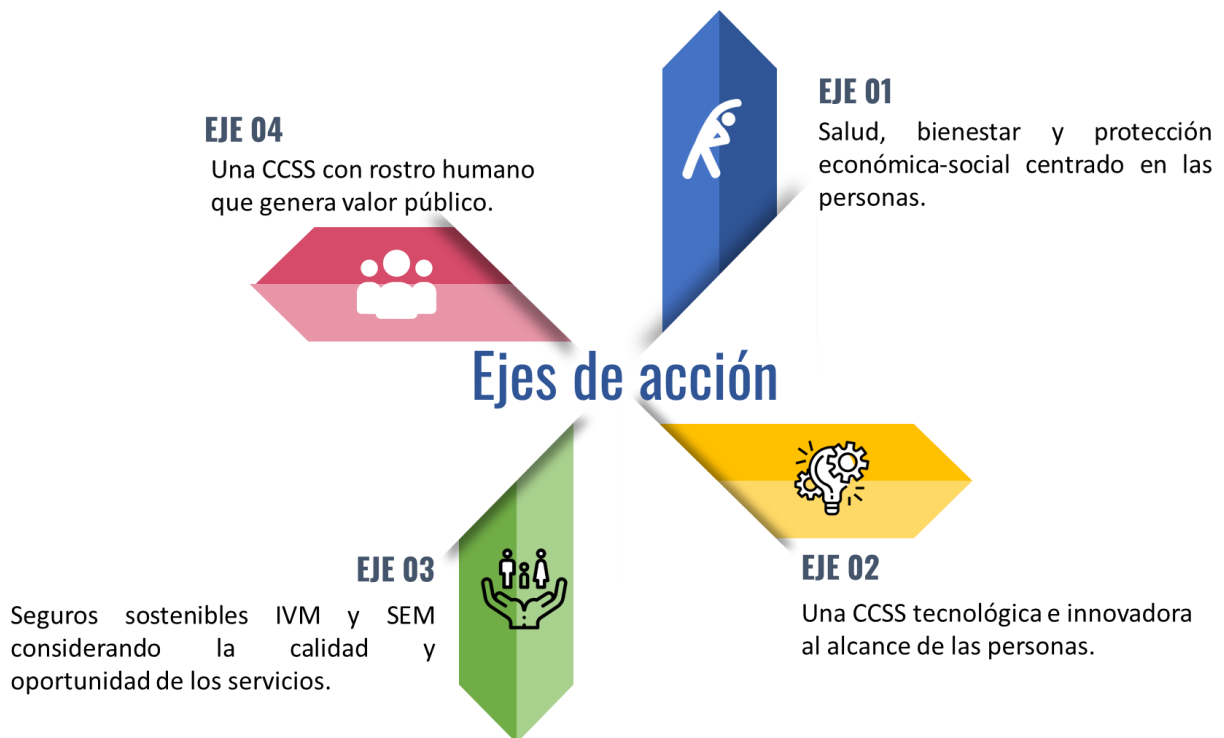 EJE 01
Salud, bienestar y protección
económica-social centrado en las
personas.
EJE 04
Una CCSS con rostro humano
que genera valor público.
Ejes de acción
EJE 03
Seguros sostenibles IVM y SEM
considerando la calidad y
oportunidad de los servicios.
EJE 02
Una CCSS tecnológica e innovadora
al alcance de las personas.